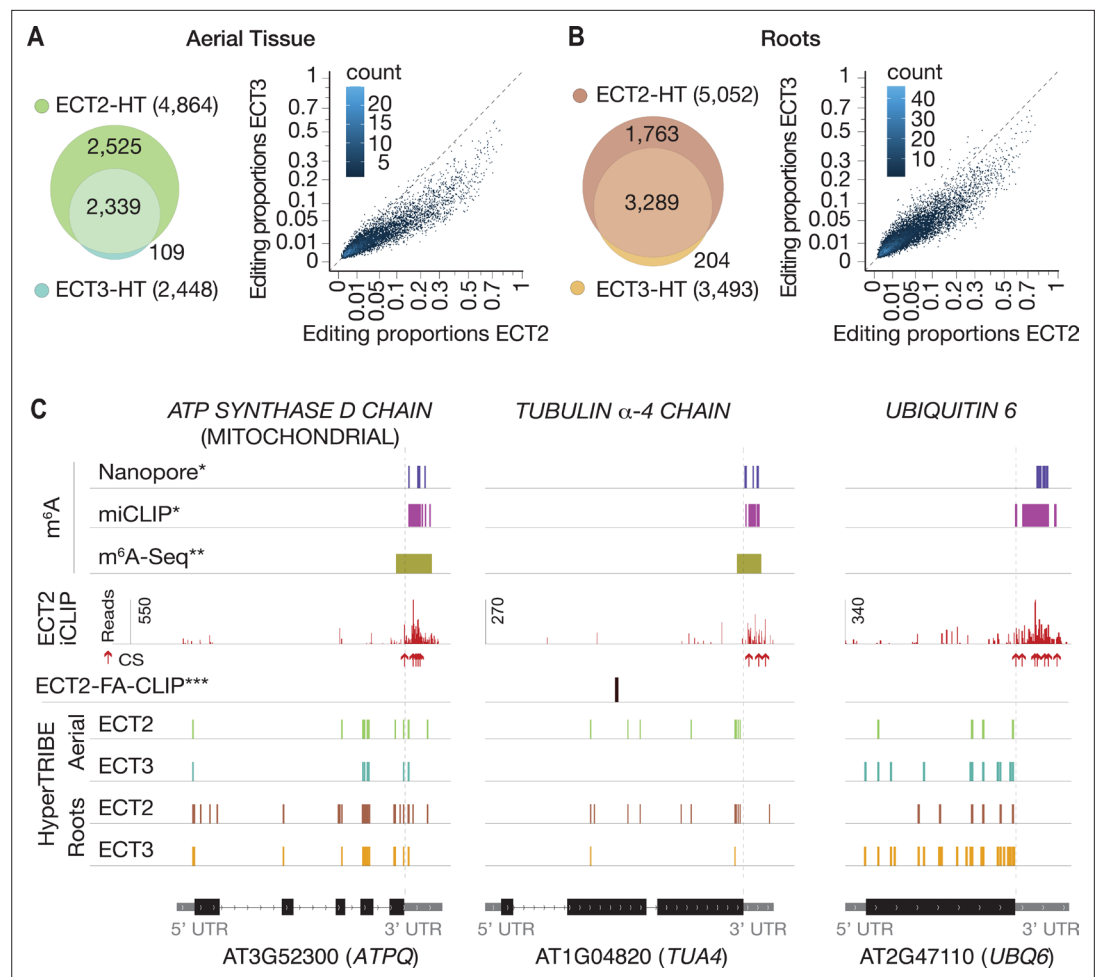 A
Aerial Tissue
ECT2-HT (4,864)
2,525
2,339
109
ECT3-HT (2,448)
Editing proportions ECT3
1
0.7
0.5
0.3
0.2
0.1
0.05
0.01
0
count
20
15
10
5
0
0.01
0.05
0.1
0.2
0.3
0.5
0.7
1
Editing proportions ECT2
B
Roots
ECT2-HT (5,052)
1,763
3,289
204
ECT3-HT (3,493)
Editing proportions ECT3
1
0.7
0.5
0.3
0.2
0.1
0.05
0.01
0
count
40
30
20
10
0
0.01
0.05
0.1
0.2
0.3
0.5
0.7
1
Editing proportions ECT2
C
ATP SYNTHASE D CHAIN
(MITOCHONDRIAL)
TUBULIN α-4 CHAIN
UBIQUITIN 6
m⁶A
Nanopore*
miCLIP*
m⁶A-Seq**
ECT2
iCLIP
Reads
550
270
340
CS
ECT2-FA-CLIP***
HyperTRIBE
Aerial
ECT2
ECT3
Roots
ECT2
ECT3
5' UTR
3' UTR
5' UTR
3' UTR
5' UTR
3' UTR
AT3G52300 (ATPQ)
AT1G04820 (TUA4)
AT2G47110 (UBQ6)